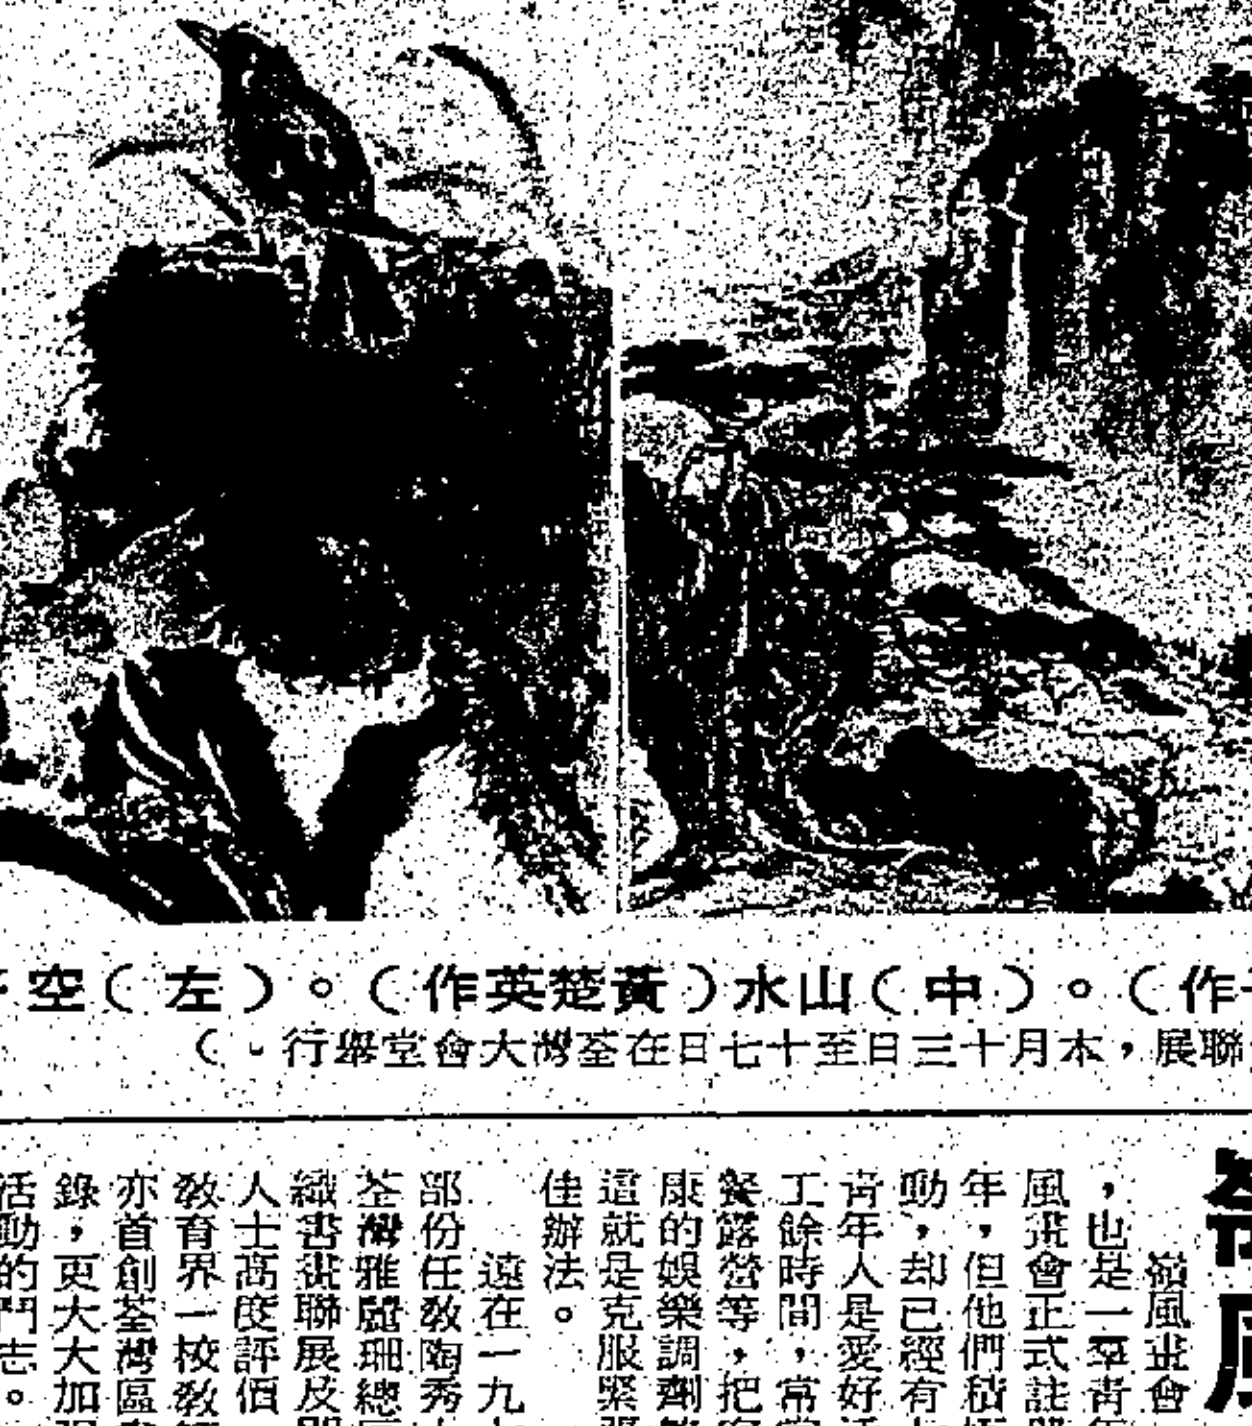 作）。（中）山水（黃楚英作）。（左）空
聯展，本月十三日至十七日在荃灣大會堂舉行。）
嶺風畫會
，也是一羣青
風畫會正式註
年，但他們積
動，却已經有
青年人是愛好
工餘時間，常
餐露營等，把
康的娛樂調劑
這就是克服緊
佳辦法。
遠在一九
部份任教陶秀
荃灣雅麗珊總
織書畫聯展及
人士高度評價
教育界一校教
亦首創荃灣區
錄，更大大加
活動的鬥志。